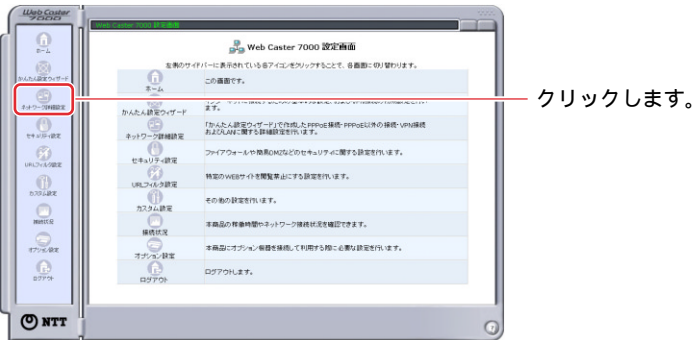 Web Caster
7000
Web Caster 7000 設定画面
Web Caster 7000 設定画面
左側のサイドバーに表示されている各アイコンをクリックすることで、各画面に切り替わります。
ホーム
かんたん設定ウィザード
ネットワーク詳細設定
セキュリティ設定
URLフィルタ設定
カスタム設定
接続状況
オプション設定
ログアウト
ホーム
この画面です。
かんたん設定ウィザード
ます。
ネットワーク詳細設定
「かんたん設定ウィザード」で作成したPPPoE接続・PPPoE以外の接続・VPN接続
およびLANに関する詳細設定を行います。
セキュリティ設定
ファイアウォールや簡易DMZなどのセキュリティに関する設定を行います。
URLフィルタ設定
特定のWEBサイトを閲覧禁止にする設定を行います。
カスタム設定
その他の設定を行います。
接続状況
本商品の稼働時間やネットワーク接続状況を確認できます。
オプション設定
本商品にオプション機器を接続して利用する際に必要な設定を行います。
ログアウト
ログアウトします。
クリックします。
NTT